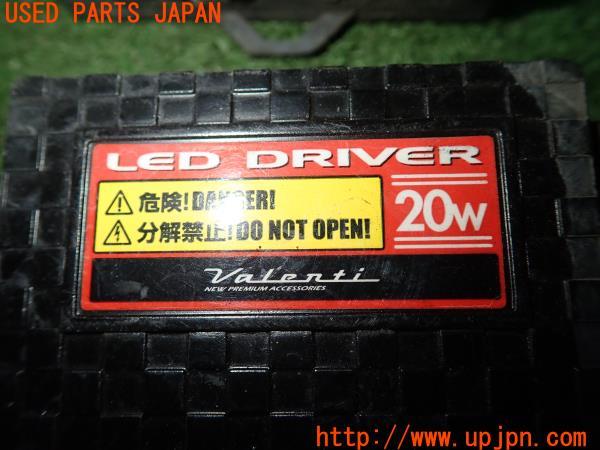 USED PARTS JAPAN
LED DRIVER
危険!DANGER!
分解禁止!DO NOT OPEN!
20W
Valenti
NEW PREMIUM ACCESSORIES
http://www.upjpn.com/